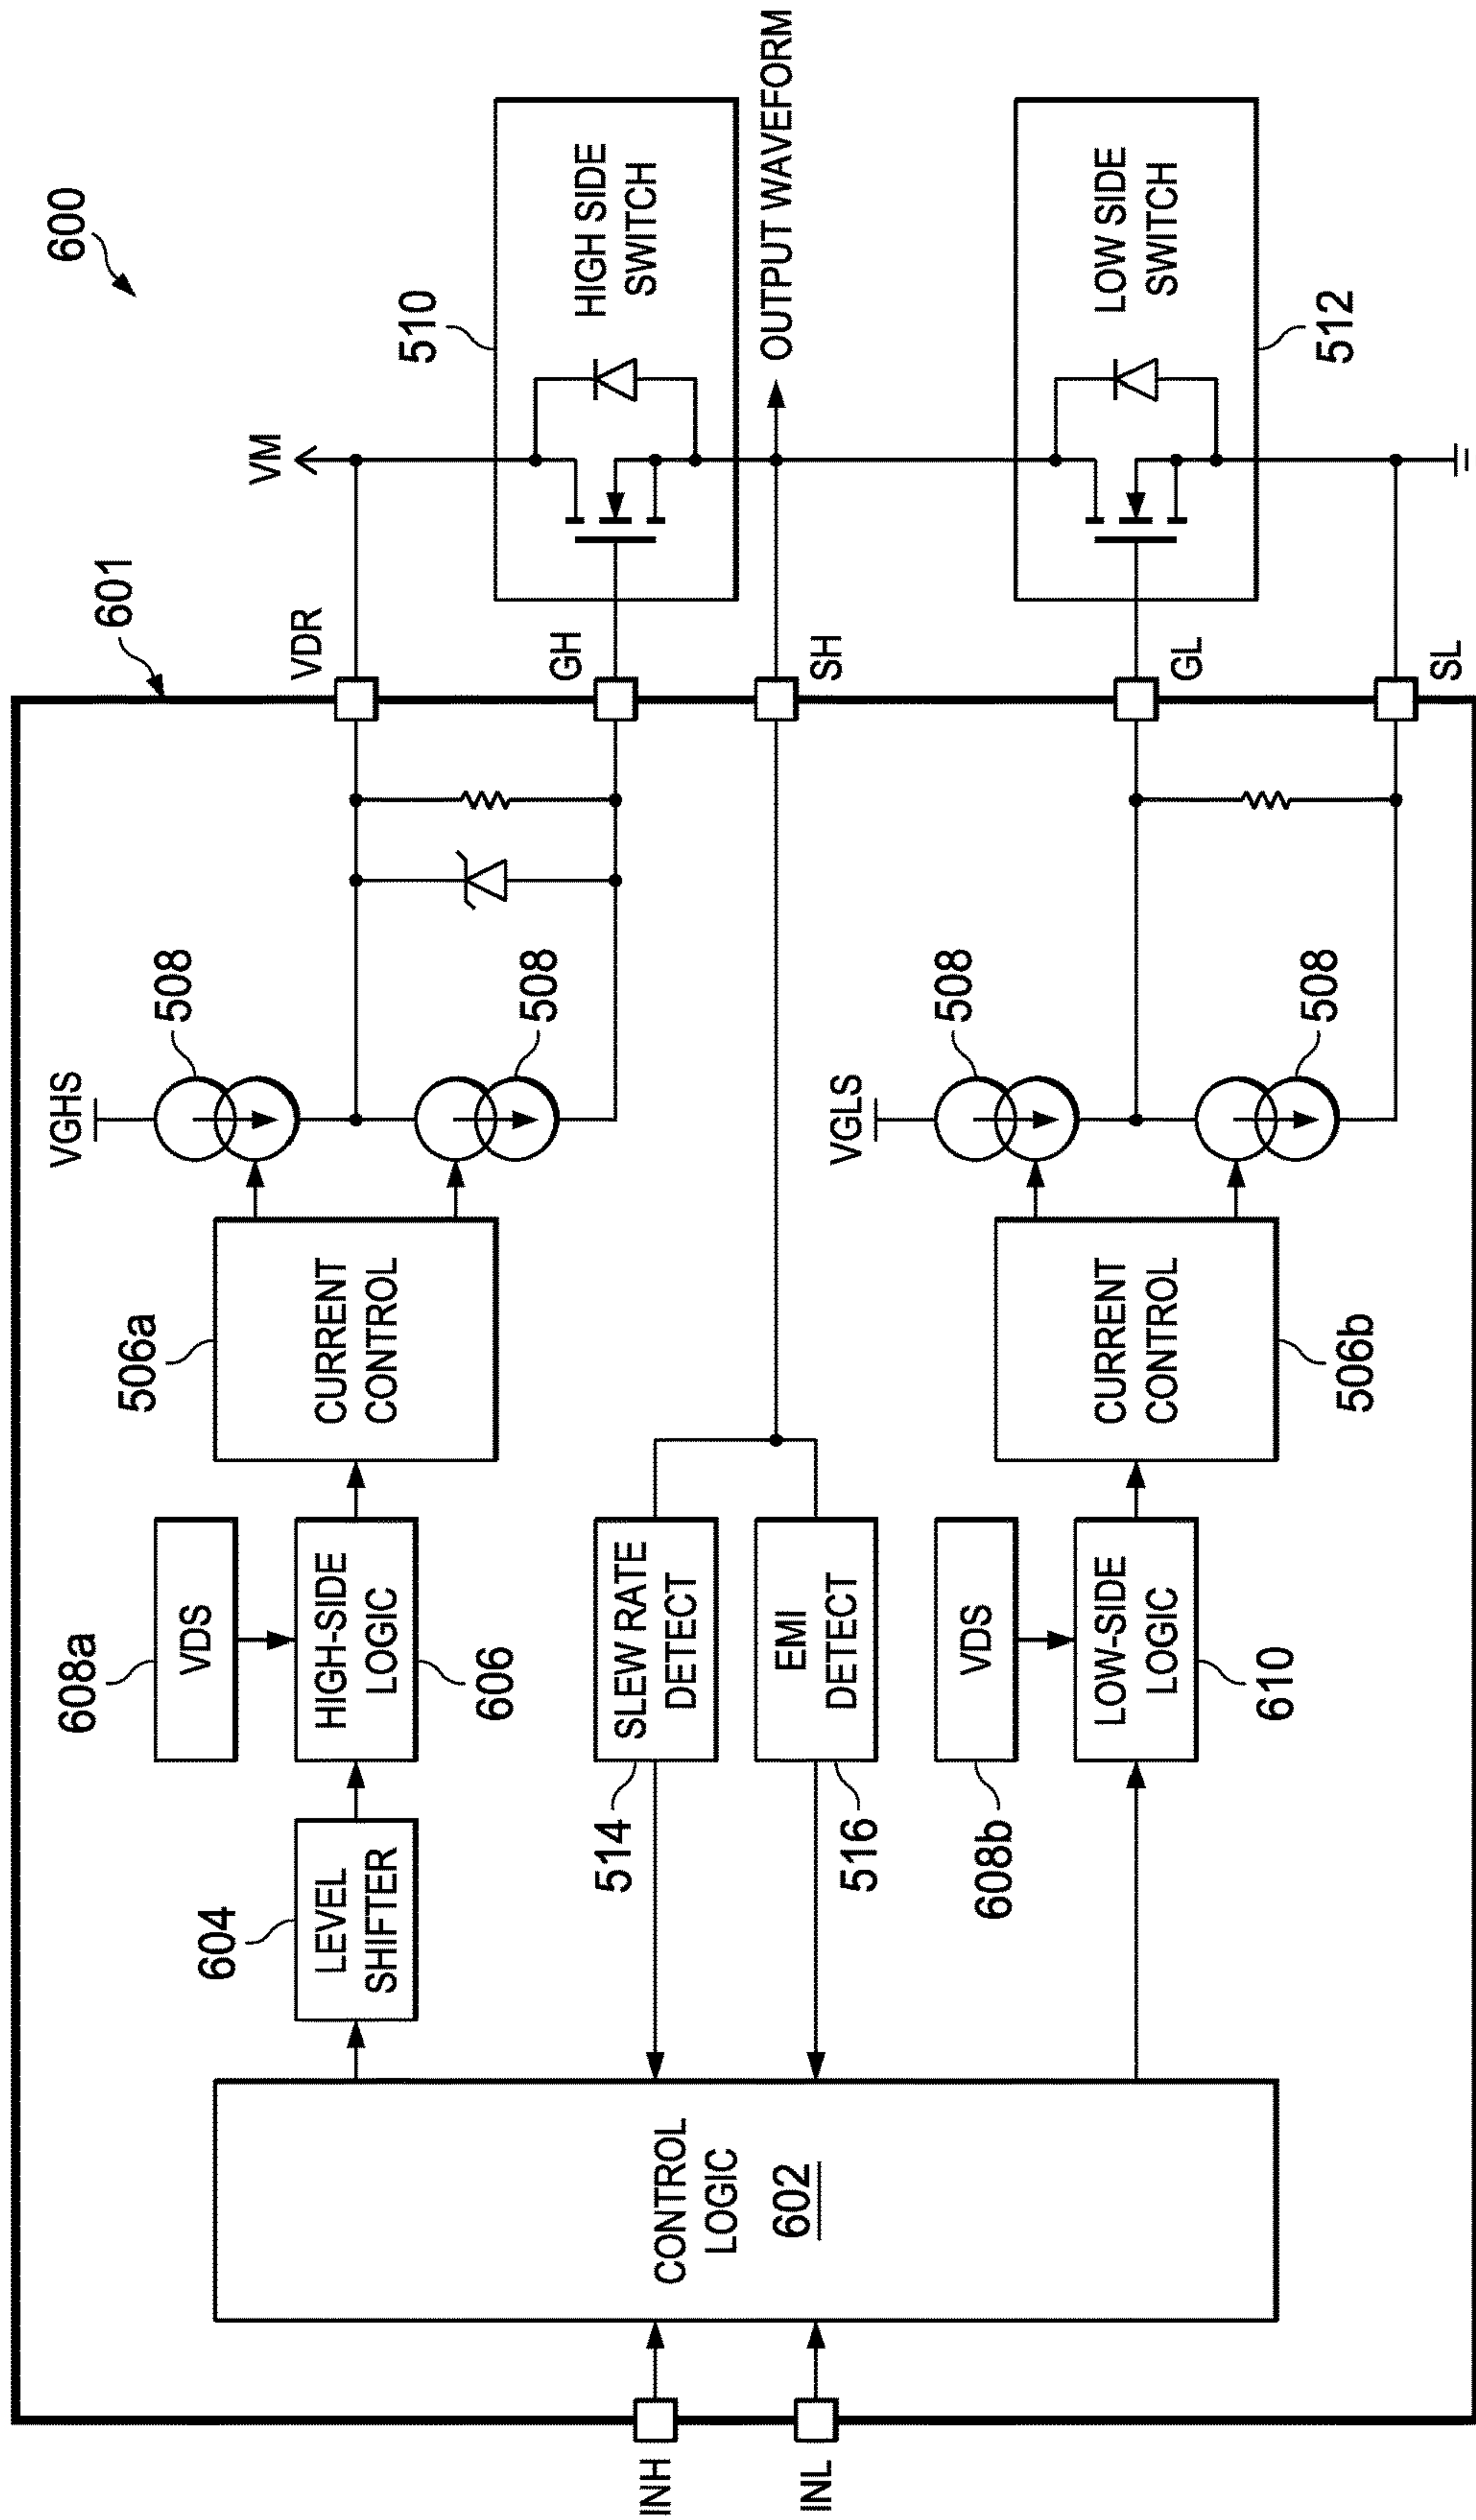 600
601
VM
VDR
510
HIGH SIDE
SWITCH
GH
OUTPUT WAVEFORM
SH
LOW SIDE
SWITCH
512
GL
SL
VGHS
508
508
506a
CURRENT
CONTROL
608a
VDS
HIGH-SIDE
LOGIC
606
604
LEVEL
SHIFTER
SLEW RATE
DETECT
514
EMI
DETECT
516
VGLS
508
508
CURRENT
CONTROL
506b
VDS
608b
LOW-SIDE
LOGIC
610
CONTROL
LOGIC
602
INH
INL